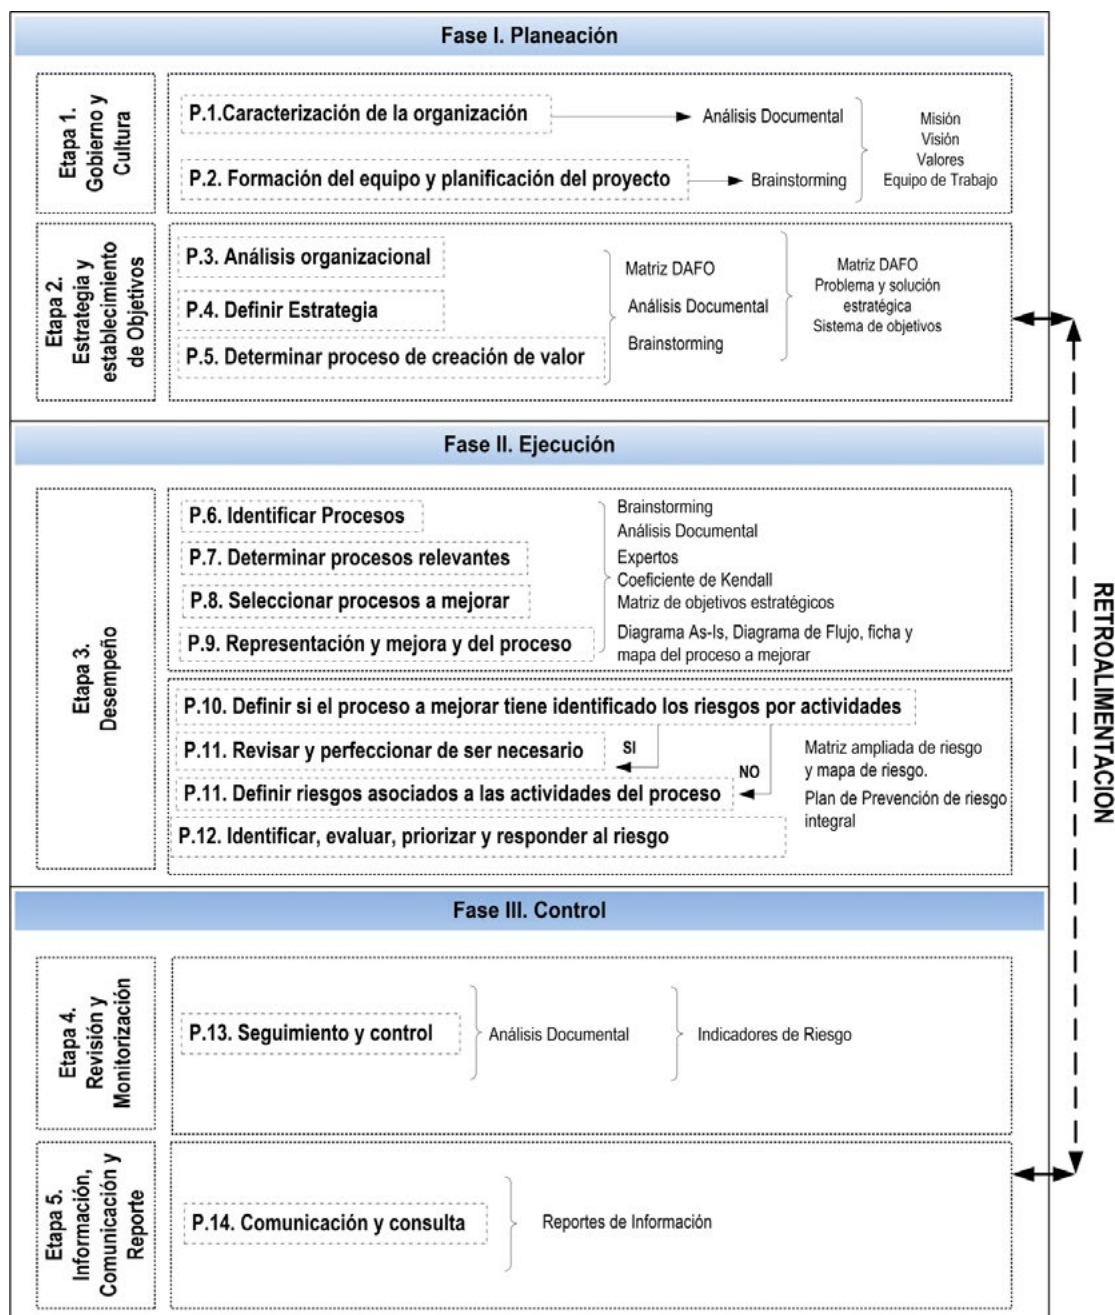 Fase I. Planeación
Etapa 1.
Gobierno y
Cultura
P.1.Caracterización de la organización
Análisis Documental
P.2. Formación del equipo y planificación del proyecto
Brainstorming
Misión
Visión
Valores
Equipo de Trabajo
Etapa 2.
Estrategia y
establecimiento
de Objetivos
P.3. Análisis organizacional
P.4. Definir Estrategia
P.5. Determinar proceso de creación de valor
Matriz DAFO
Análisis Documental
Brainstorming
Matriz DAFO
Problema y solución
estratégica
Sistema de objetivos
Fase II. Ejecución
Etapa 3.
Desempeño
P.6. Identificar Procesos
P.7. Determinar procesos relevantes
P.8. Seleccionar procesos a mejorar
P.9. Representación y mejora y del proceso
Brainstorming
Análisis Documental
Expertos
Coeficiente de Kendall
Matriz de objetivos estratégicos
Diagrama As-Is, Diagrama de Flujo, ficha y
mapa del proceso a mejorar
P.10. Definir si el proceso a mejorar tiene identificado los riesgos por actividades
P.11. Revisar y perfeccionar de ser necesario
SI
NO
P.11. Definir riesgos asociados a las actividades del proceso
P.12. Identificar, evaluar, priorizar y responder al riesgo
Matriz ampliada de riesgo
y mapa de riesgo.
Plan de Prevención de riesgo
integral
Fase III. Control
Etapa 4.
Revisión y
Monitorización
P.13. Seguimiento y control
Análisis Documental
Indicadores de Riesgo
Etapa 5.
Información,
Comunicación y
Reporte
P.14. Comunicación y consulta
Reportes de Información
RETROALIMENTACION